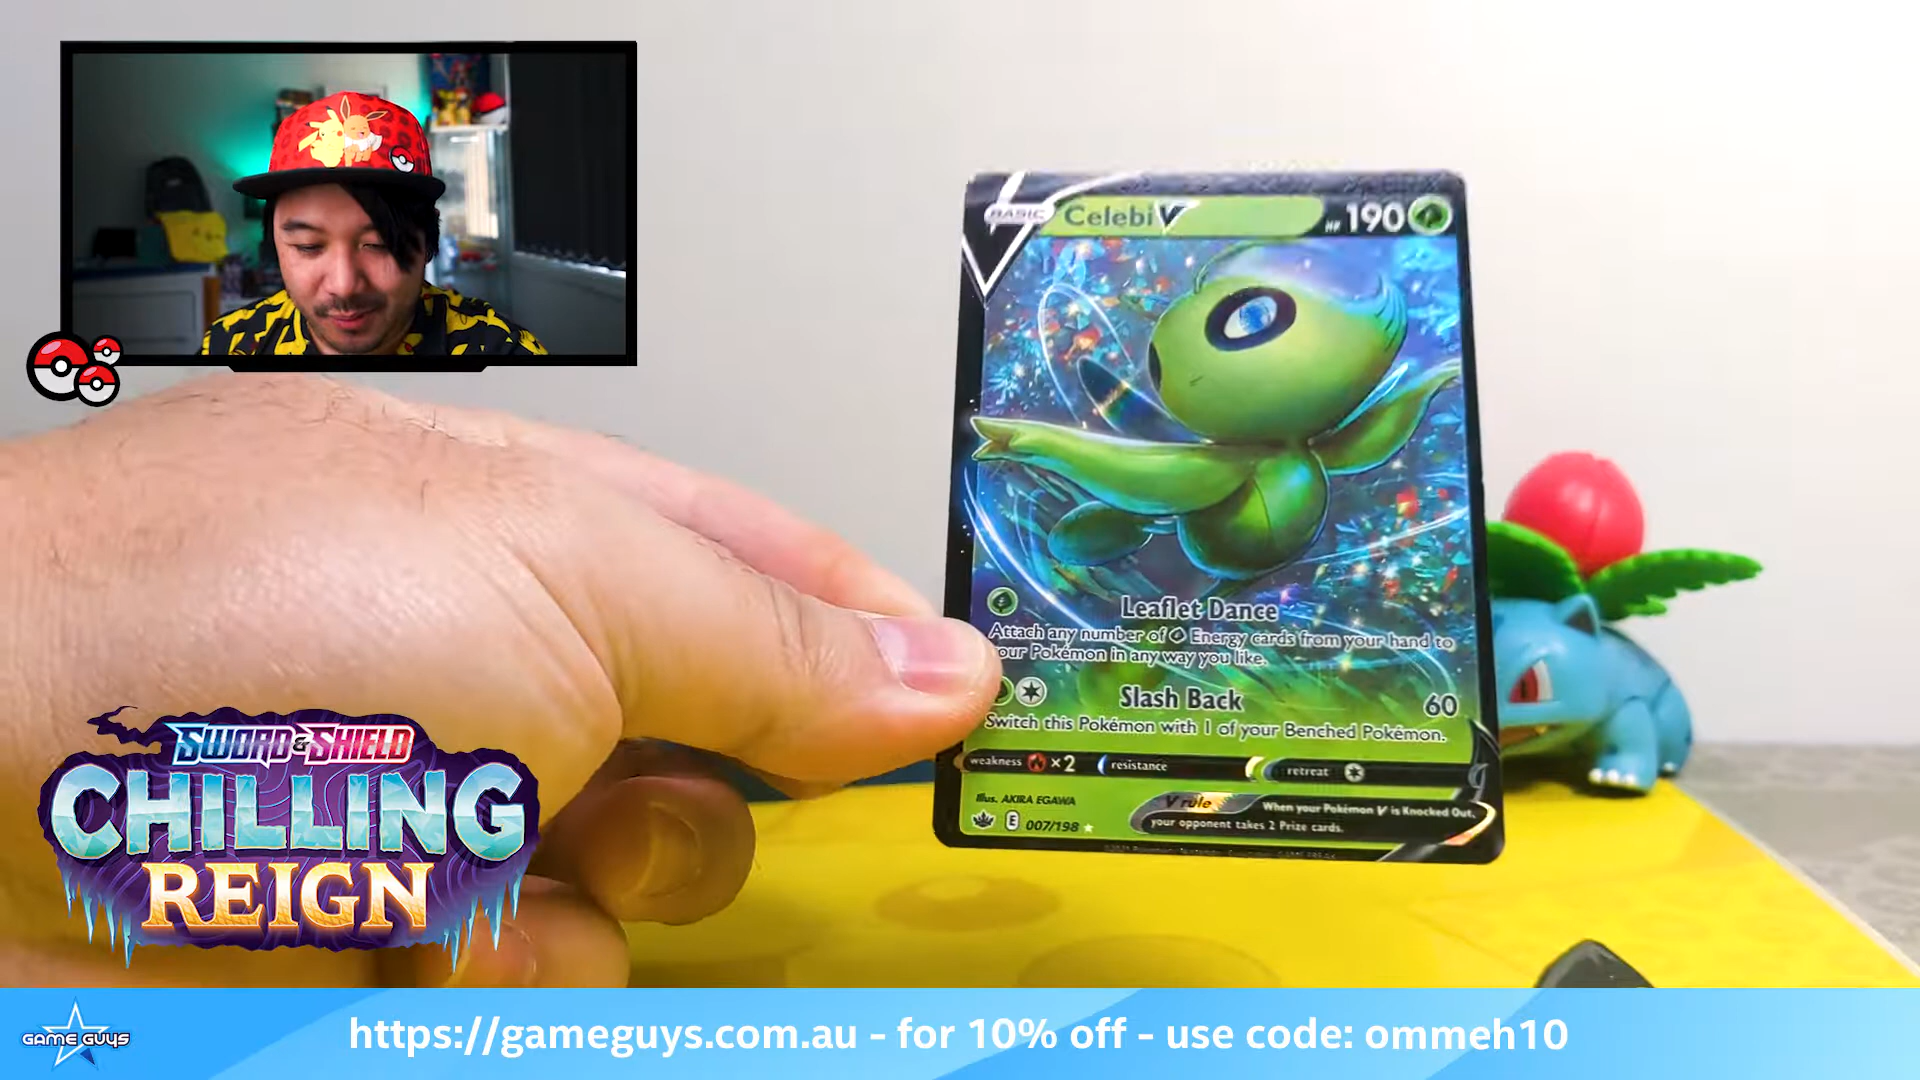 BASIC
Celebi V
HP 190
Leaflet Dance
Attach any number of Energy cards from your hand to
your Pokémon in any way you like.
Slash Back 60
Switch this Pokémon with 1 of your Benched Pokémon.
weakness ×2 resistance retreat
Illus. AKIRA EGAWA
E 007/198
V rule
When your Pokémon V is Knocked Out,
your opponent takes 2 Prize cards.
SWORD & SHIELD
CHILLING
REIGN
GAME GUYS
https://gameguys.com.au - for 10% off - use code: ommeh10